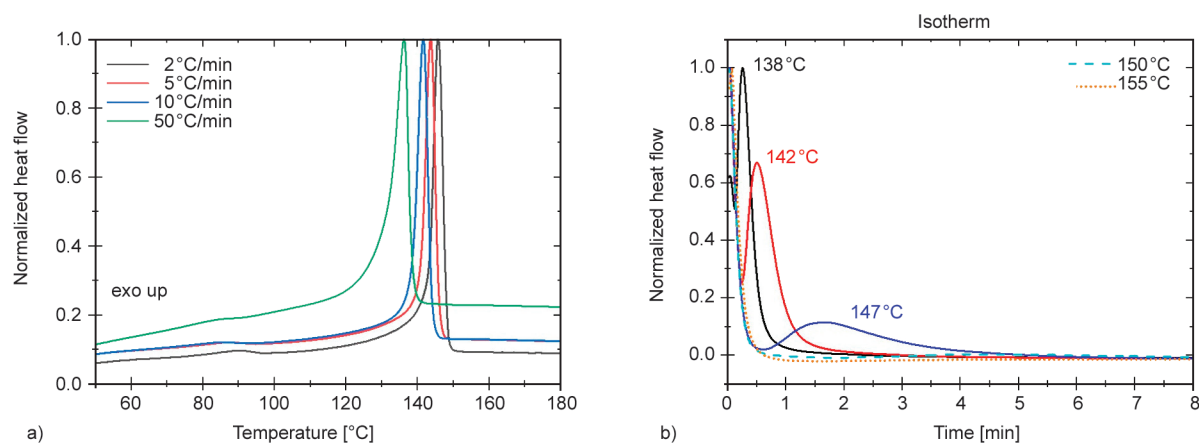 1.0
0.8
0.6
0.4
0.2
0.0
Normalized heat flow
2 °C/min
5 °C/min
10 °C/min
50 °C/min
exo up
60 80 100 120 140 160 180
a) Temperature [°C]
Isotherm
1.0
0.8
0.6
0.4
0.2
0.0
Normalized heat flow
138 °C
142 °C
147 °C
150 °C
155 °C
0 1 2 3 4 5 6 7 8
b) Time [min]